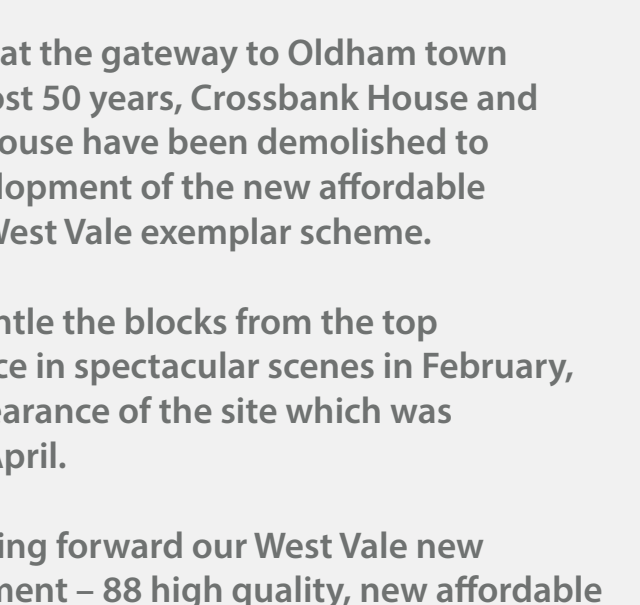 at the gateway to Oldham town
ost 50 years, Crossbank House and
ouse have been demolished to
lopment of the new affordable
West Vale exemplar scheme.
ntle the blocks from the top
ce in spectacular scenes in February,
earance of the site which was
April.
ing forward our West Vale new
ment – 88 high quality, new affordable